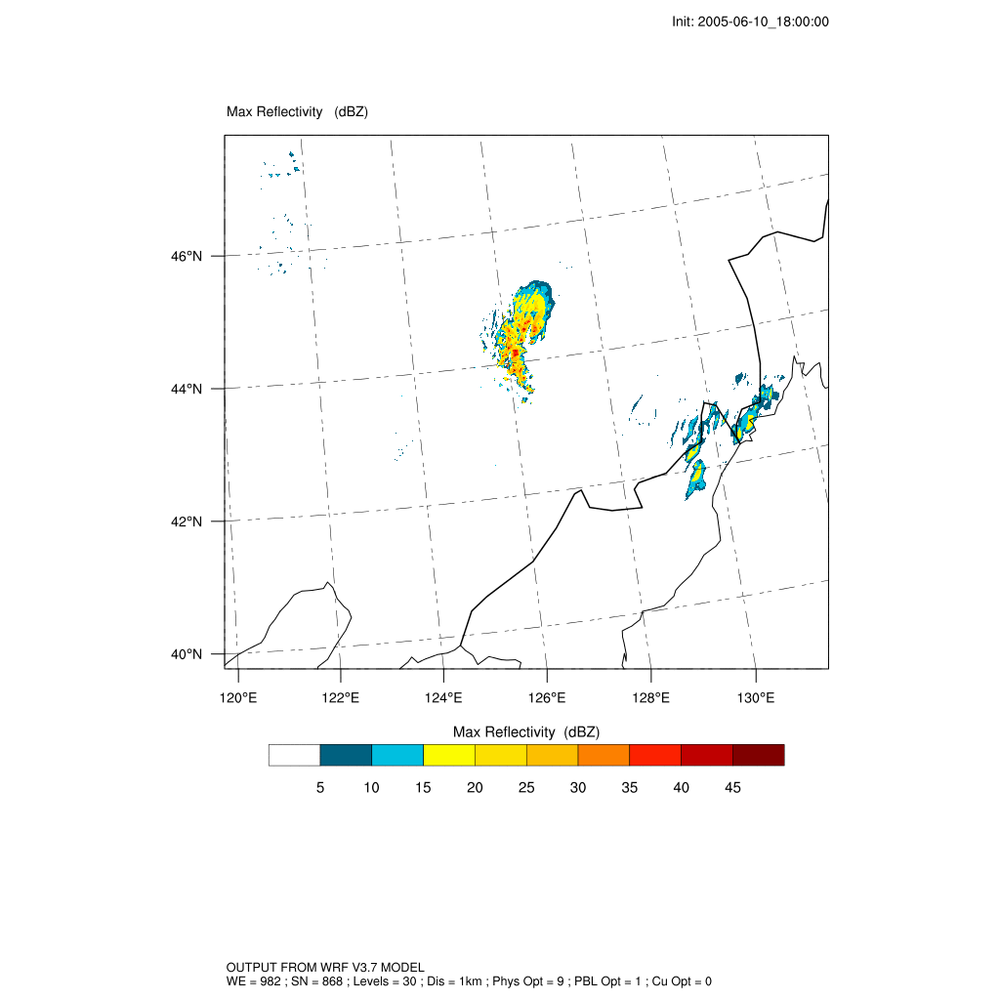 Init: 2005-06-10_18:00:00
Max Reflectivity (dBZ)
46°N
44°N
42°N
40°N
120°E 122°E 124°E 126°E 128°E 130°E
Max Reflectivity (dBZ)
5 10 15 20 25 30 35 40 45
OUTPUT FROM WRF V3.7 MODEL
WE = 982 ; SN = 868 ; Levels = 30 ; Dis = 1km ; Phys Opt = 9 ; PBL Opt = 1 ; Cu Opt = 0